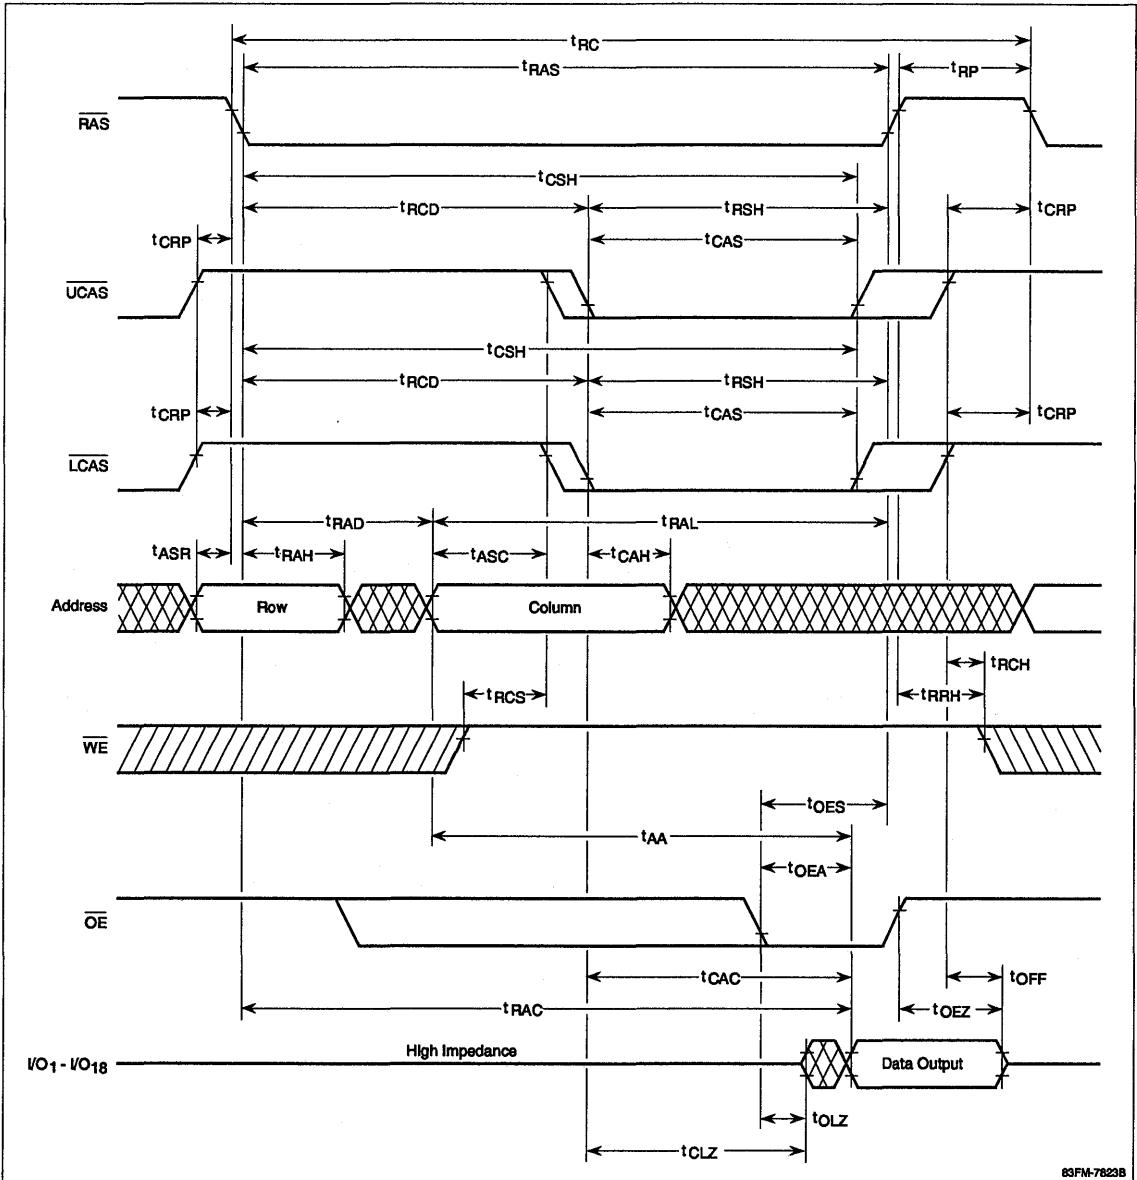 tRC
tRAS
tRP
RAS
tCSH
tRCD
tRSH
tCRP
tCAS
tCRP
UCAS
tCSH
tRCD
tRSH
tCRP
tCAS
tCRP
LCAS
tRAD
tRAL
tASR
tRAH
tASC
tCAH
Address
Row
Column
tRCH
tRCS
tRRH
WE
tOES
tAA
tOEA
OE
tCAC
tOFF
tRAC
tOEZ
High Impedance
I/O1 - I/O18
Data Output
tOLZ
tCLZ
83FM-7823B